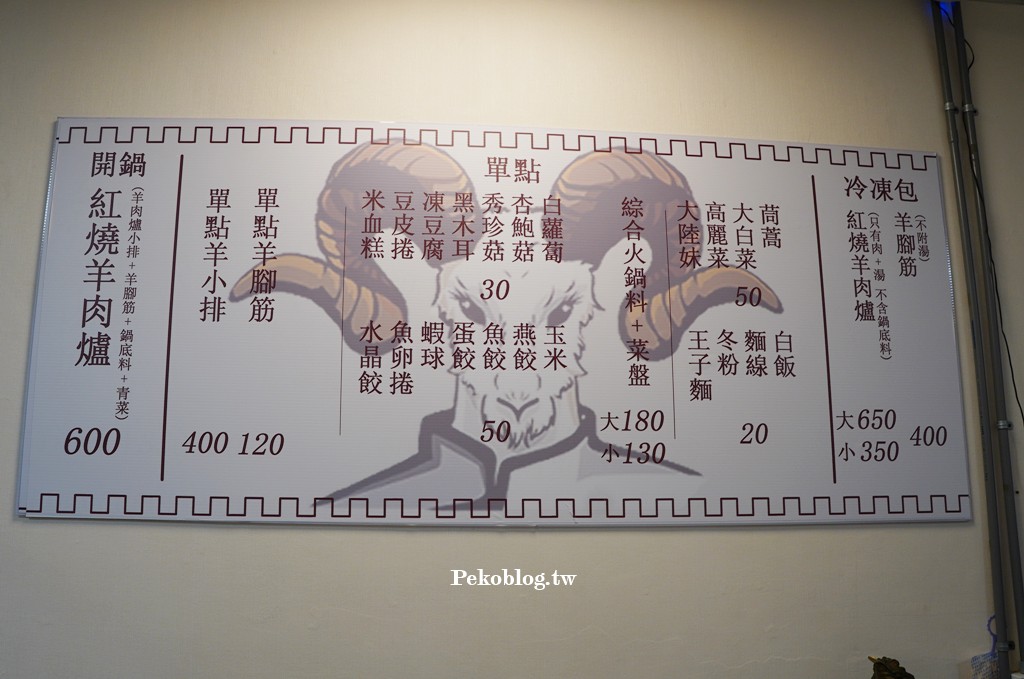 開鍋
紅燒羊肉爐
(羊肉爐小排+羊腳筋+鍋底料+青菜)
600
單點羊小排
400
單點羊腳筋
120
單點
白蘿蔔
杏鮑菇
秀珍菇
黑木耳
凍豆腐
豆皮捲
米血糕
30
玉米
燕餃
魚餃
蛋餃
蝦球
魚卵捲
水晶餃
50
綜合火鍋料+菜盤
大180
小130
茼蒿
大白菜
高麗菜
大陸妹
50
白飯
麵線
冬粉
王子麵
20
冷凍包
(不附湯)
羊腳筋
400
(只有肉+湯 不含鍋底料)
紅燒羊肉爐
大650
小350
Pekoblog.tw